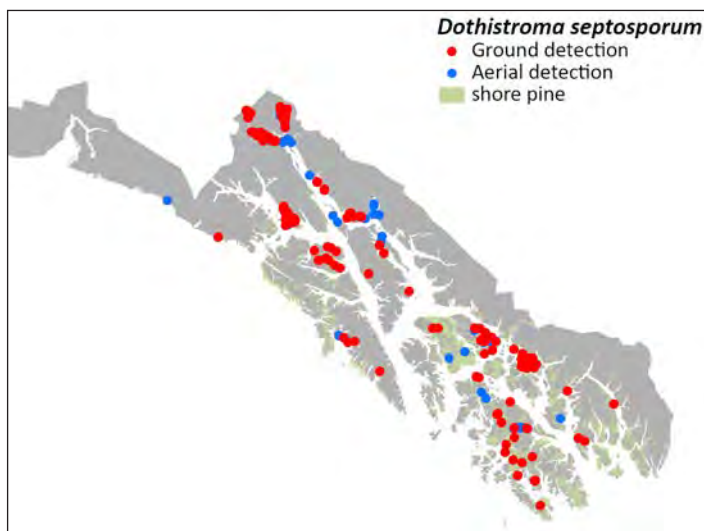 Dothistroma septosporum
Ground detection
Aerial detection
shore pine